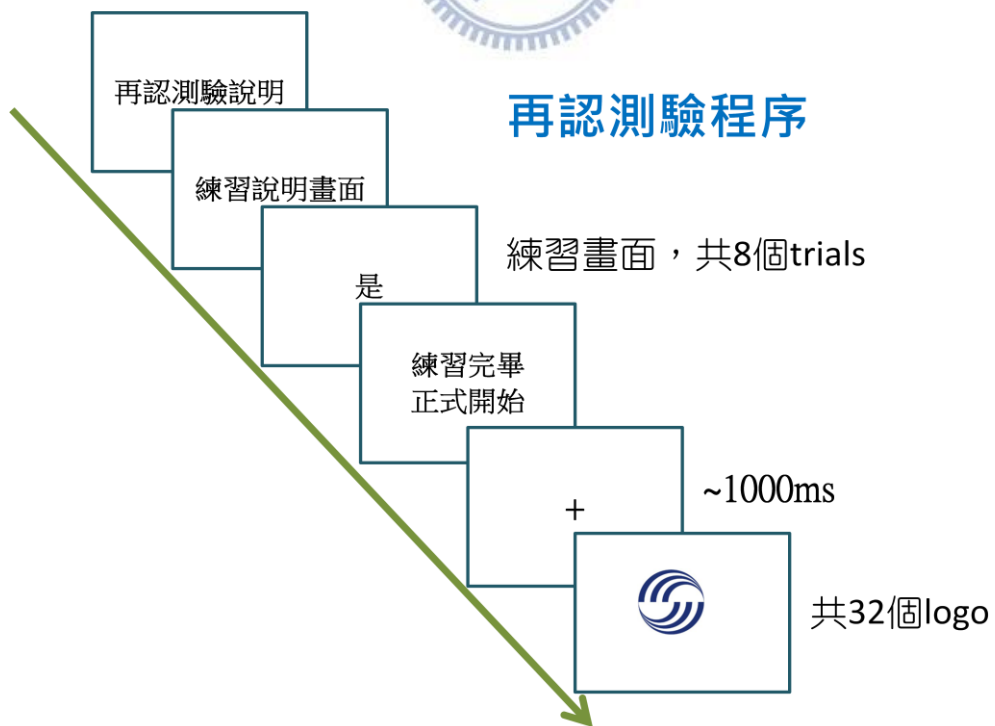 再認測驗說明
再認測驗程序
練習說明畫面
練習畫面，共8個trials
是
練習完畢
正式開始
~1000ms
+
共32個logo